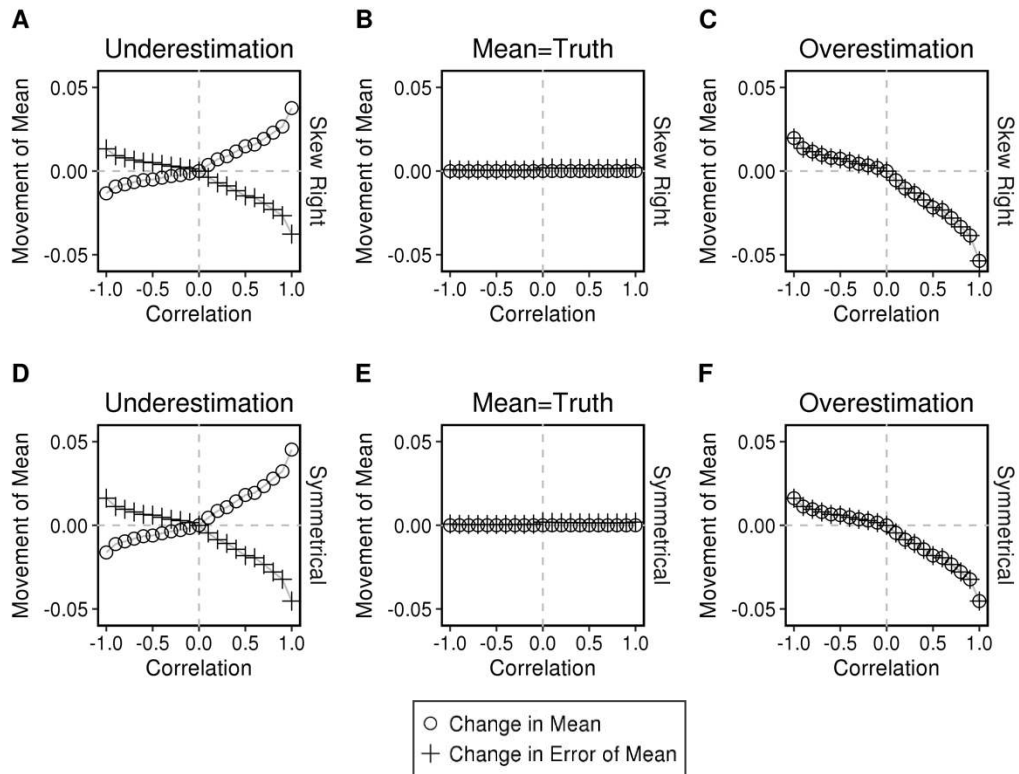 A
Underestimation
Movement of Mean
0.05
0.00
-0.05
-1.0 -0.5 0.0 0.5 1.0
Correlation
Skew Right
B
Mean=Truth
Movement of Mean
0.05
0.00
-0.05
-1.0 -0.5 0.0 0.5 1.0
Correlation
Skew Right
C
Overestimation
Movement of Mean
0.05
0.00
-0.05
-1.0 -0.5 0.0 0.5 1.0
Correlation
Skew Right
D
Underestimation
Movement of Mean
0.05
0.00
-0.05
-1.0 -0.5 0.0 0.5 1.0
Correlation
Symmetrical
E
Mean=Truth
Movement of Mean
0.05
0.00
-0.05
-1.0 -0.5 0.0 0.5 1.0
Correlation
Symmetrical
F
Overestimation
Movement of Mean
0.05
0.00
-0.05
-1.0 -0.5 0.0 0.5 1.0
Correlation
Symmetrical
Change in Mean
Change in Error of Mean